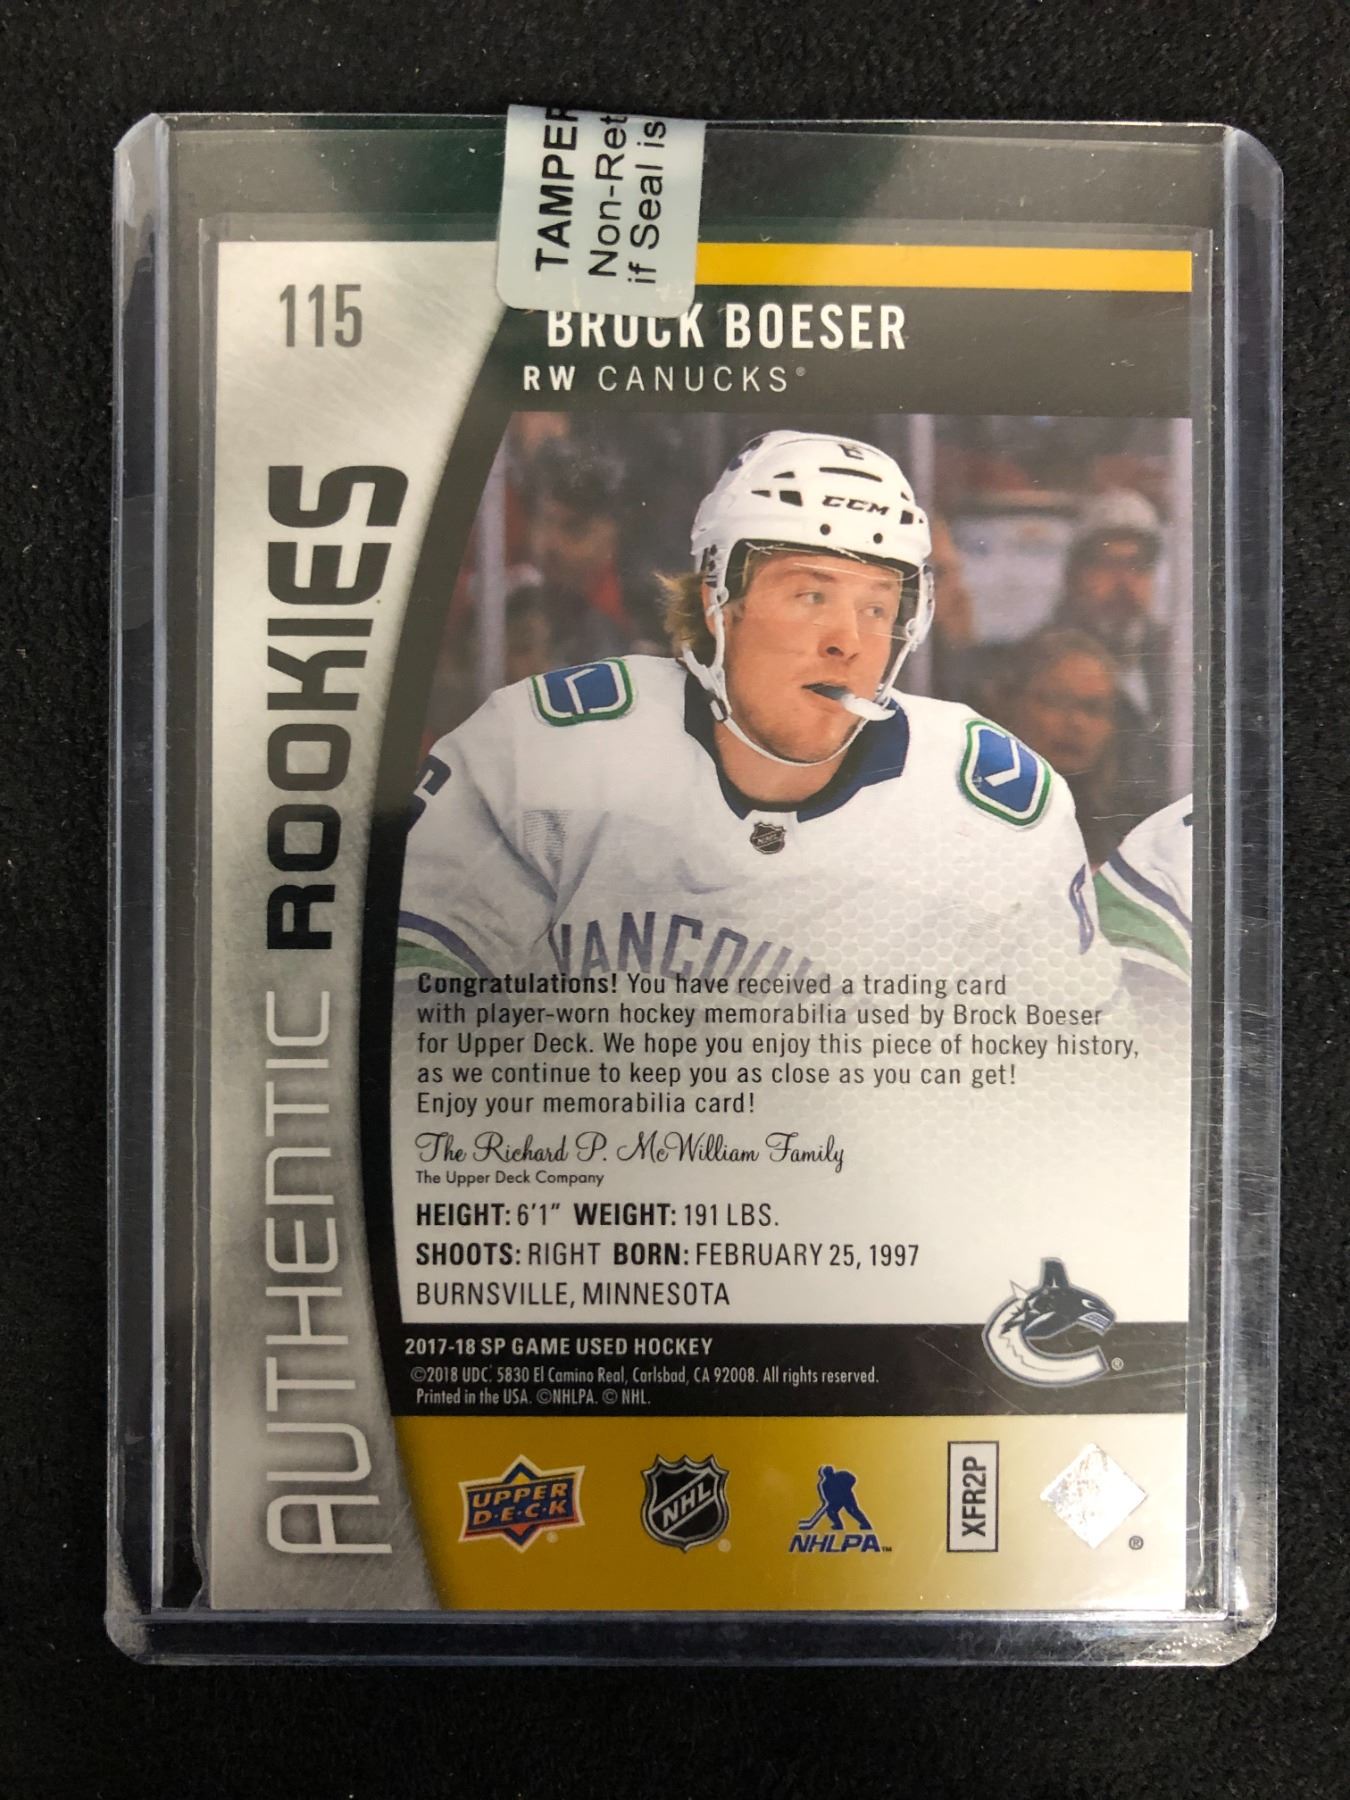 TAMPER
Non-Ret
if Seal is
115
BROCK BOESER
RW CANUCKS®
AUTHENTIC ROOKIES
CCM
NHL
VANCOU
Congratulations! You have received a trading card
with player-worn hockey memorabilia used by Brock Boeser
for Upper Deck. We hope you enjoy this piece of hockey history,
as we continue to keep you as close as you can get!
Enjoy your memorabilia card!
The Richard P. McWilliam Family
The Upper Deck Company
HEIGHT: 6'1" WEIGHT: 191 LBS.
SHOOTS: RIGHT BORN: FEBRUARY 25, 1997
BURNSVILLE, MINNESOTA
2017-18 SP GAME USED HOCKEY
©2018 UDC. 5830 El Camino Real, Carlsbad, CA 92008. All rights reserved.
Printed in the USA. ©NHLPA. © NHL.
®
UPPER
D·E·C·K ®
NHL ®
NHLPA™
XFR2P
®